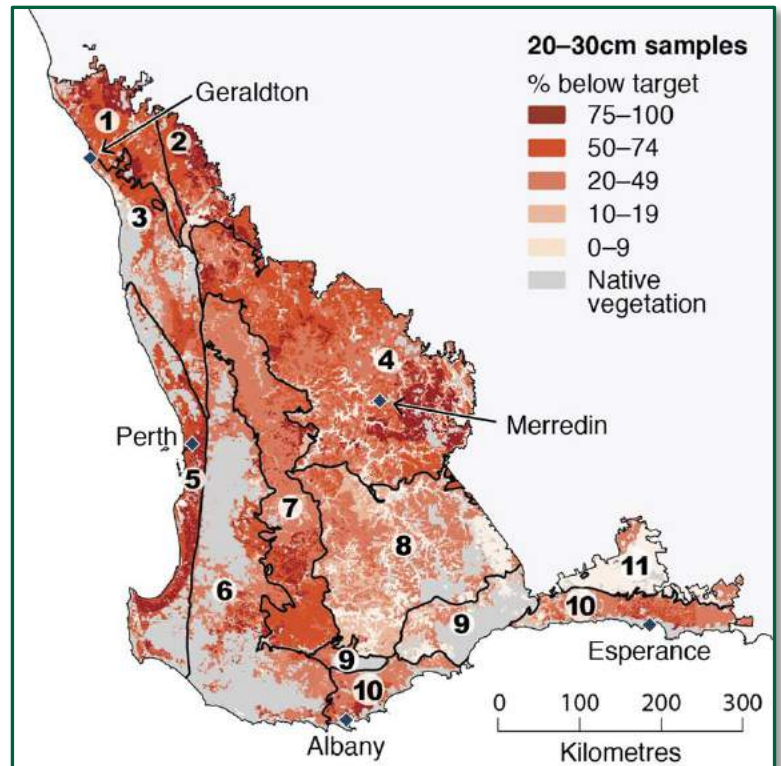 20–30cm samples
% below target
75–100
50–74
20–49
10–19
0–9
Native
vegetation
Geraldton
1
2
3
4
Merredin
Perth
5
7
8
6
11
9
10
9
Esperance
10
Albany
0 100 200 300
Kilometres